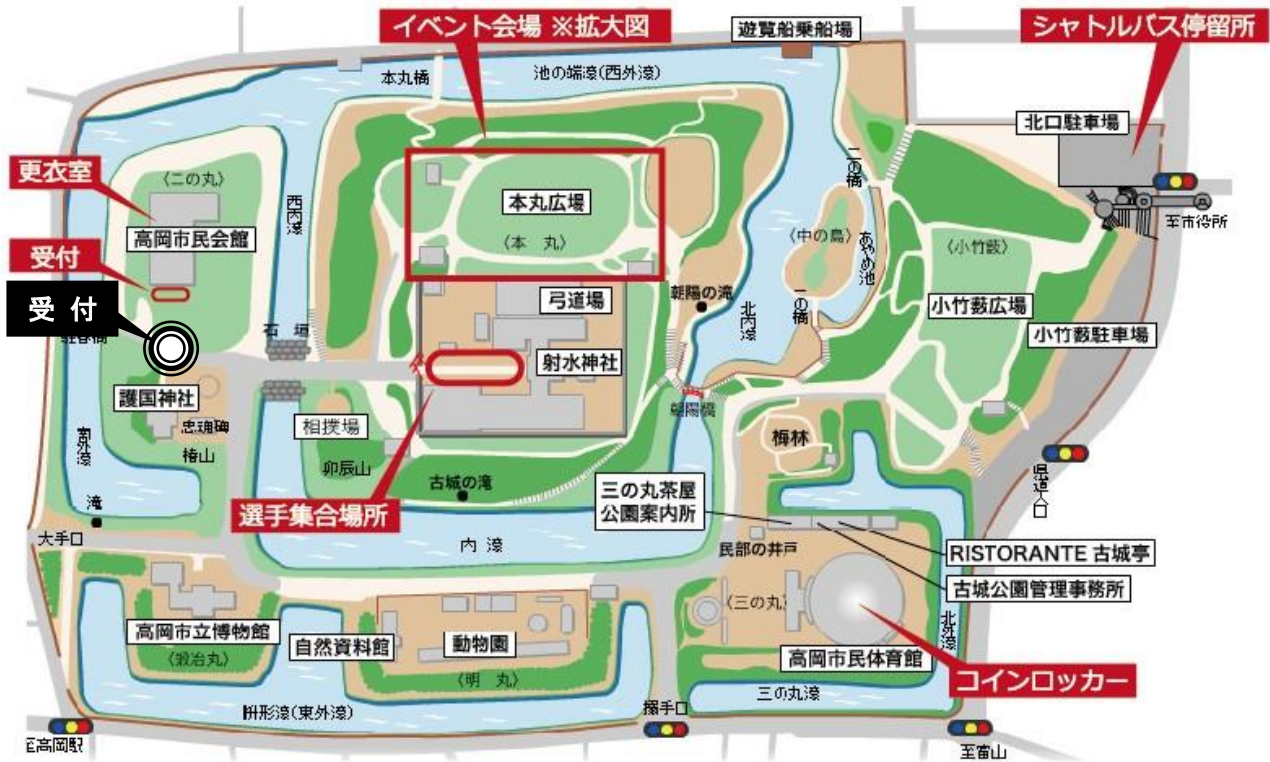 イベント会場 ※拡大図
遊覧船乗船場
シャトルバス停留所
本丸橋
池の端濠(西外濠)
北口駐車場
更衣室
〈二の丸〉
西内濠
本丸広場
〈本 丸〉
二の橋
〈中の島〉
あやめ池
〈小竹藪〉
至市役所
高岡市民会館
受付
受 付
弓道場
朝陽の滝
北内濠
一の橋
小竹藪広場
小竹藪駐車場
石 垣
射水神社
護国神社
忠魂碑
椿山
相撲場
卯辰山
朝陽橋
梅林
南外濠
滝
古城の滝
選手集合場所
三の丸茶屋
公園案内所
県道入口
大手口
内 濠
民部の井戸
RISTORANTE 古城亭
古城公園管理事務所
〈三の丸〉
北外濠
高岡市立博物館
〈鍛冶丸〉
自然資料館
動物園
〈明 丸〉
高岡市民体育館
コインロッカー
三の丸濠
枡形濠(東外濠)
搦手口
至高岡駅
至富山